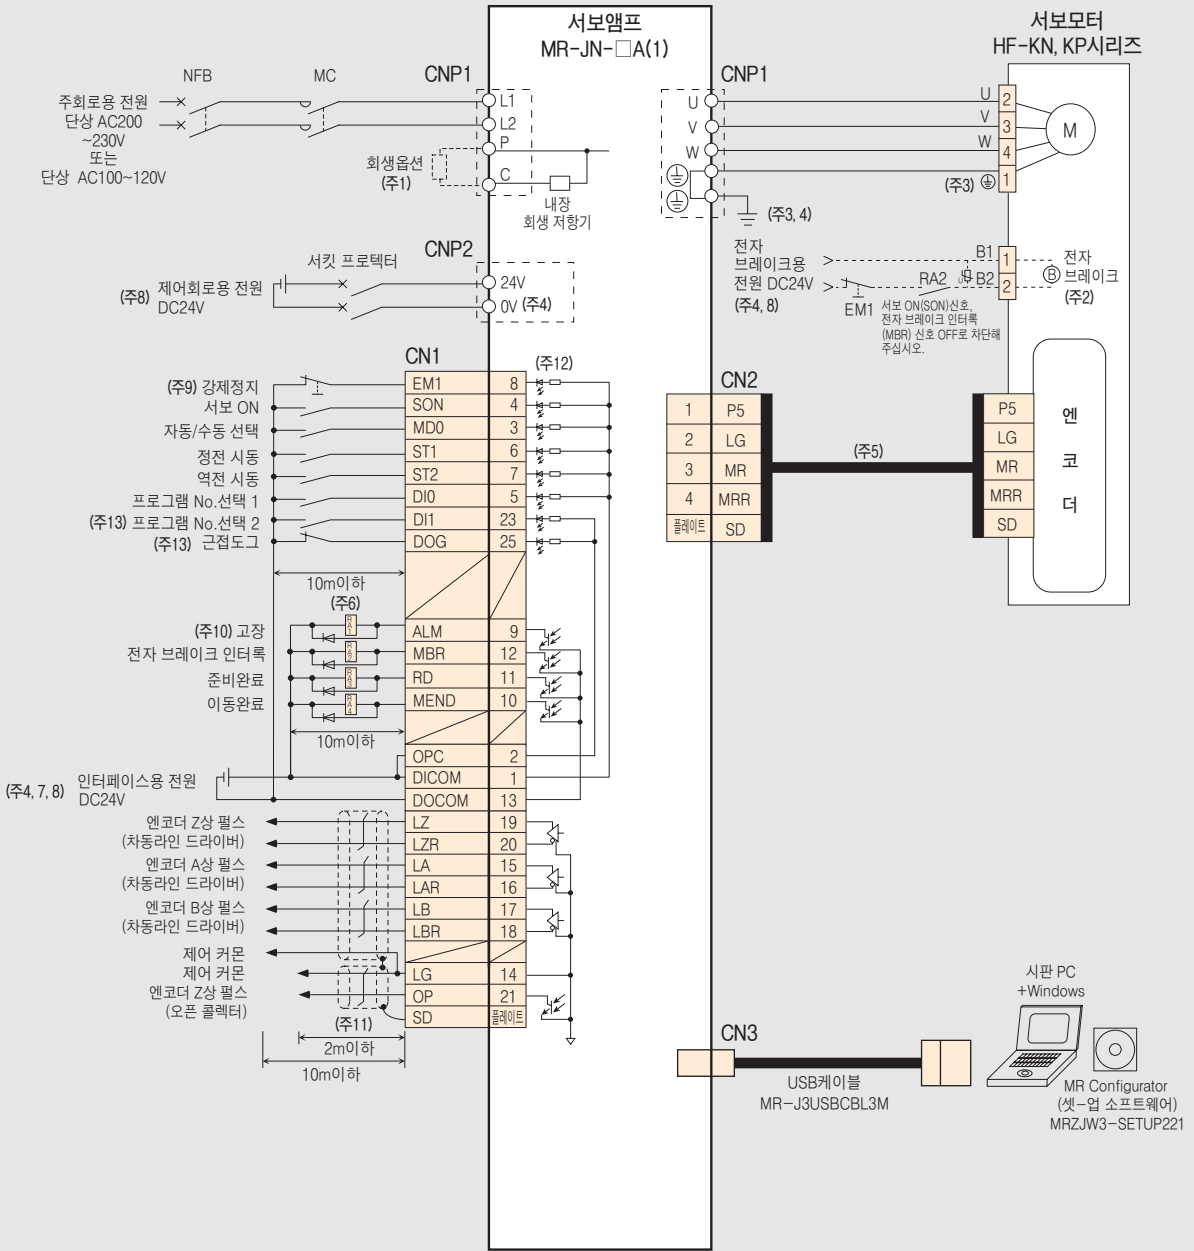 서보앰프
MR-JN-□A(1)
서보모터
HF-KN, KP시리즈
NFB
MC
CNP1
주회로용 전원
단상 AC200
~230V
또는
단상 AC100~120V
L1
L2
P
C
회생옵션
(주1)
내장
회생 저항기
CNP1
U
V
W
U
V
W
2
3
4
1
M
(주3)
(주3, 4)
CNP2
서킷 프로텍터
(주8)
제어회로용 전원
DC24V
24V
0V (주4)
전자
브레이크용
전원 DC24V
(주4, 8)
EM1
RA2
U
B1
B2
1
2
B
전자
브레이크
(주2)
서보 ON(SON)신호,
전자 브레이크 인터록
(MBR) 신호 OFF로 차단해
주십시오.
CN1
(주12)
(주9) 강제정지
EM1 8
서보 ON
SON 4
자동/수동 선택
MD0 3
정전 시동
ST1 6
역전 시동
ST2 7
프로그램 No.선택 1
DI0 5
(주13) 프로그램 No.선택 2
DI1 23
(주13) 근접도그
DOG 25
10m이하
(주6)
(주10) 고장
RA1
ALM 9
전자 브레이크 인터록
RA2
MBR 12
준비완료
RA3
RD 11
이동완료
RA4
MEND 10
10m이하
OPC 2
(주4, 7, 8)
인터페이스용 전원
DC24V
DICOM 1
DOCOM 13
엔코더 Z상 펄스
(차동라인 드라이버)
LZ 19
LZR 20
엔코더 A상 펄스
(차동라인 드라이버)
LA 15
LAR 16
엔코더 B상 펄스
(차동라인 드라이버)
LB 17
LBR 18
제어 커몬
제어 커몬
LG 14
엔코더 Z상 펄스
(오픈 콜렉터)
OP 21
SD 플레이트
(주11)
2m이하
10m이하
CN2
1 P5
2 LG
3 MR
4 MRR
플레이트 SD
(주5)
P5
LG
MR
MRR
SD
엔
코
더
CN3
USB케이블
MR-J3USBCBL3M
시판 PC
+Windows
MR Configurator
(셋-업 소프트웨어)
MRZJW3-SETUP221